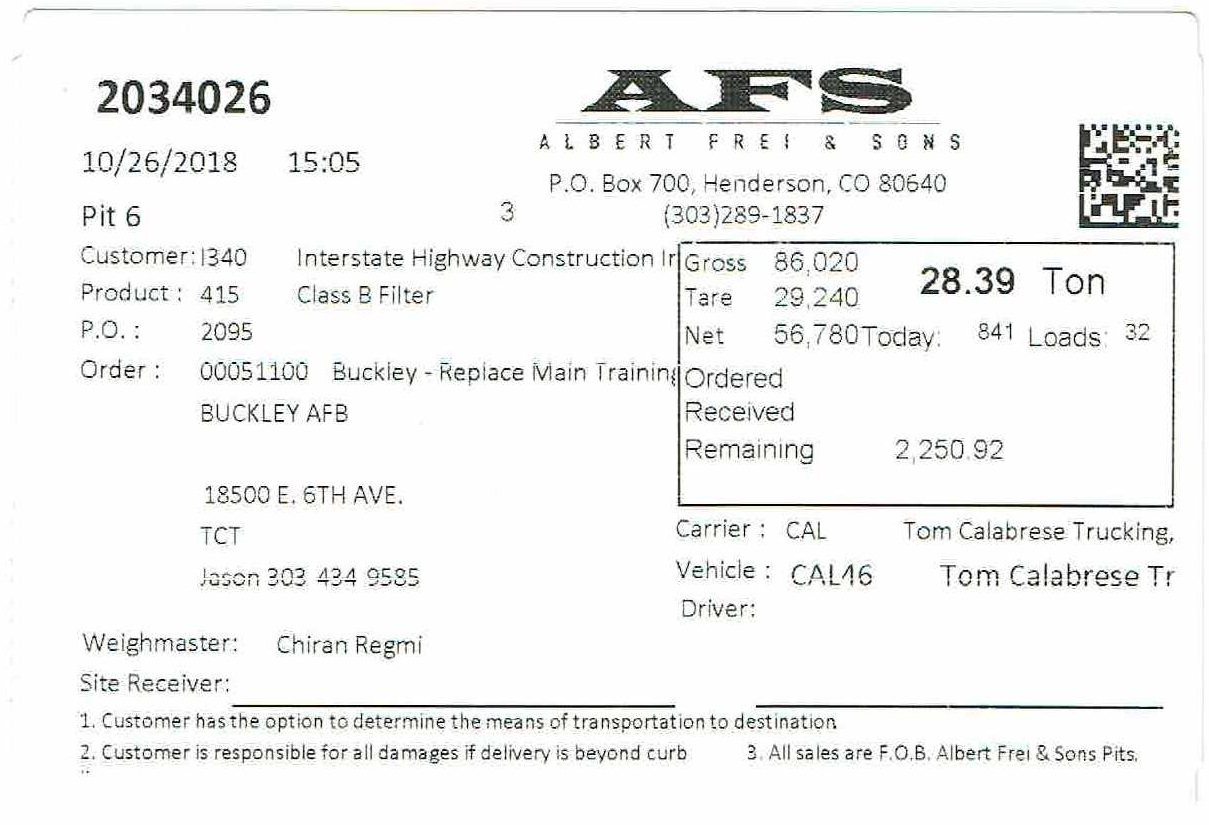 2034026
AFS
ALBERT FREI & SONS
10/26/2018 15:05
P.O. Box 700, Henderson, CO 80640
Pit 6 3 (303)289-1837
Customer: I340 Interstate Highway Construction Ir
Product : 415 Class B Filter
P.O. : 2095
Order : 00051100 Buckley - Replace Main Training
BUCKLEY AFB
18500 E. 6TH AVE.
TCT
Jason 303 434 9585
Gross 86,020 28.39 Ton
Tare 29,240
Net 56,780 Today: 841 Loads: 32
Ordered
Received
Remaining 2,250.92
Carrier : CAL Tom Calabrese Trucking,
Vehicle : CAL46 Tom Calabrese Tr
Driver:
Weighmaster: Chiran Regmi
Site Receiver:
1. Customer has the option to determine the means of transportation to destination
2. Customer is responsible for all damages if delivery is beyond curb 3. All sales are F.O.B. Albert Frei & Sons Pits,